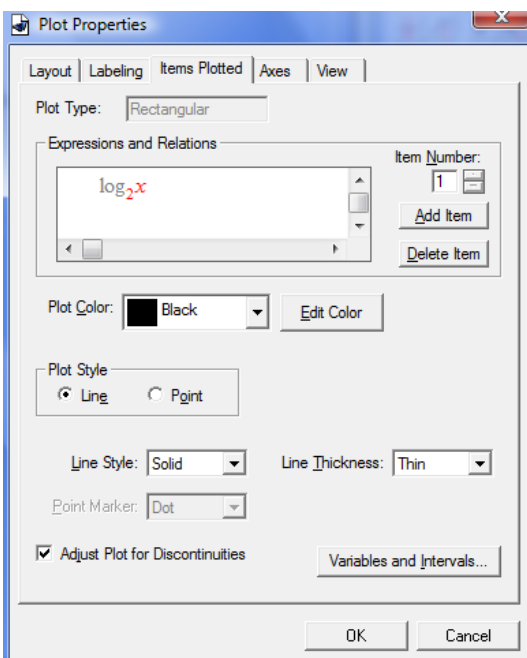 Plot Properties
Layout Labeling Items Plotted Axes View
Plot Type: Rectangular
Expressions and Relations
Item Number:
log₂x
1
Add Item
Delete Item
Plot Color: Black Edit Color
Plot Style
Line Point
Line Style: Solid Line Thickness: Thin
Point Marker: Dot
Adjust Plot for Discontinuities
Variables and Intervals...
OK Cancel